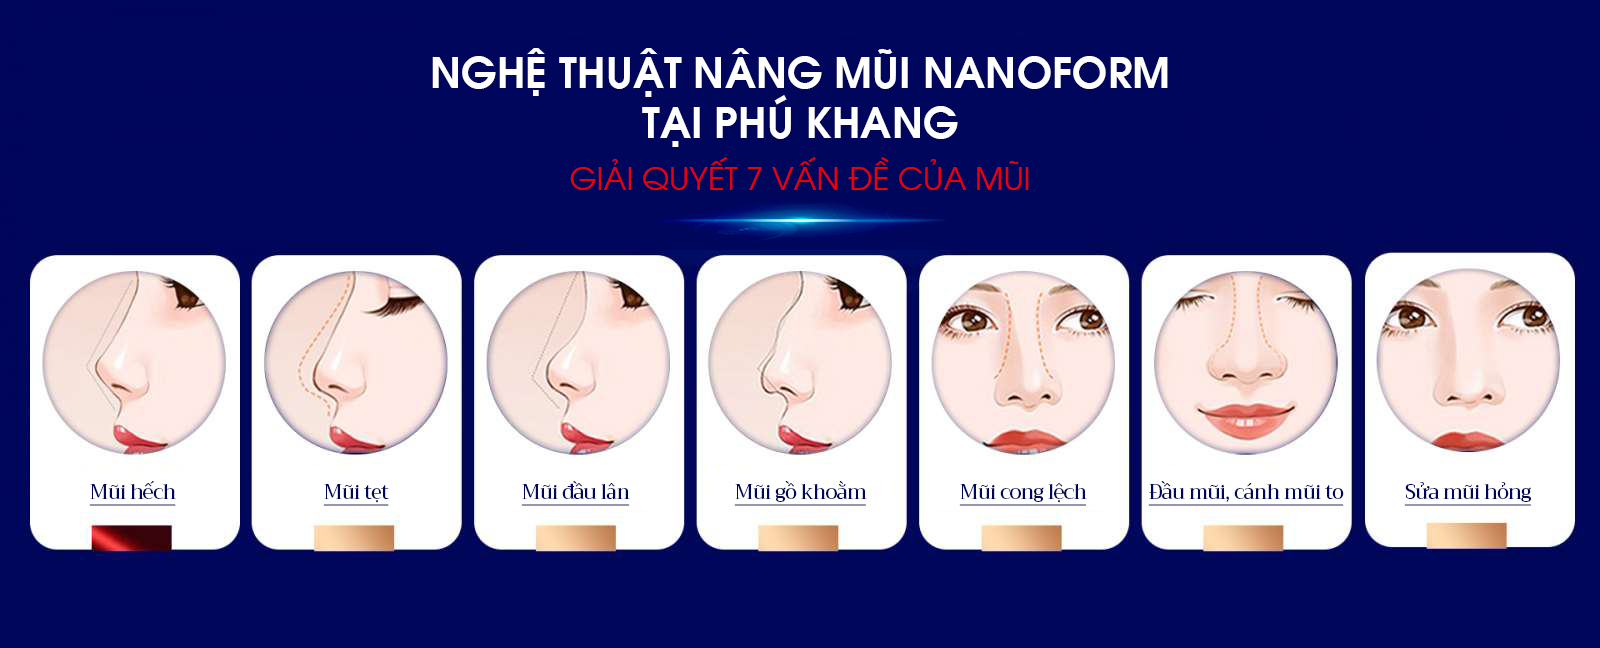 NGHỆ THUẬT NÂNG MŨI NANOFORM
TẠI PHÚ KHANG
GIẢI QUYẾT 7 VẤN ĐỀ CỦA MŨI
Mũi hếch
Mũi tẹt
Mũi đầu lân
Mũi gồ khoằm
Mũi cong lệch
Đầu mũi, cánh mũi to
Sửa mũi hỏng